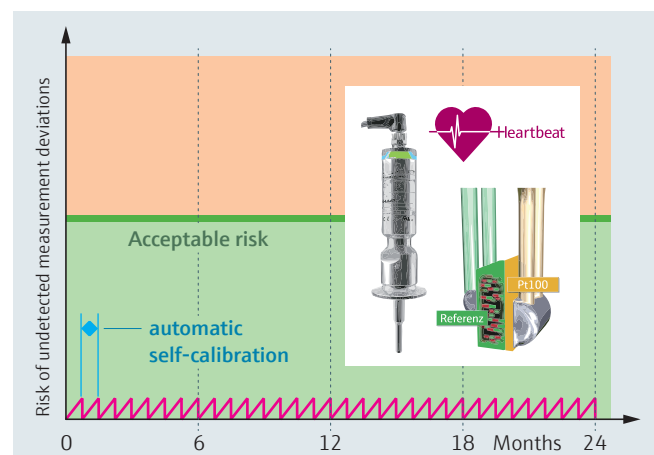 Risk of undetected measurement deviations
Heartbeat
Acceptable risk
Pt100
Referenz
automatic
self-calibration
0 6 12 18 Months 24